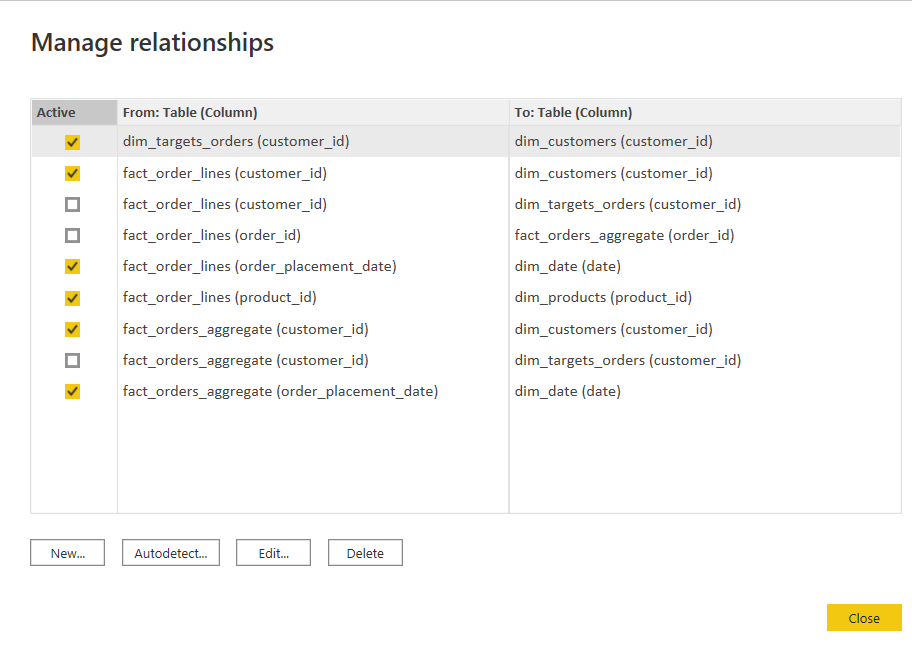 Manage relationships
Active From: Table (Column) To: Table (Column)
dim_targets_orders (customer_id) dim_customers (customer_id)
fact_order_lines (customer_id) dim_customers (customer_id)
fact_order_lines (customer_id) dim_targets_orders (customer_id)
fact_order_lines (order_id) fact_orders_aggregate (order_id)
fact_order_lines (order_placement_date) dim_date (date)
fact_order_lines (product_id) dim_products (product_id)
fact_orders_aggregate (customer_id) dim_customers (customer_id)
fact_orders_aggregate (customer_id) dim_targets_orders (customer_id)
fact_orders_aggregate (order_placement_date) dim_date (date)
New... Autodetect... Edit... Delete
Close